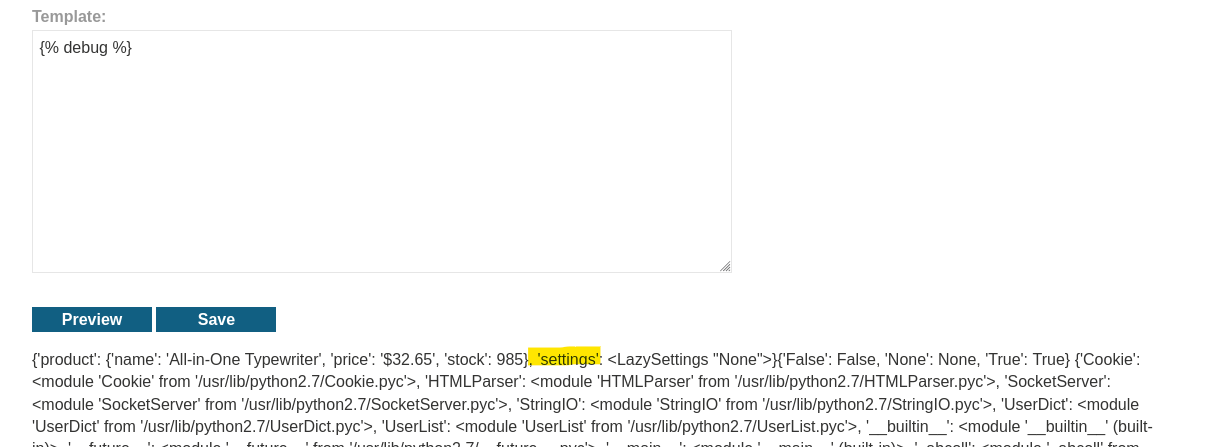 Template:
{% debug %}
Preview Save
{'product': {'name': 'All-in-One Typewriter', 'price': '$32.65', 'stock': 985}, 'settings': <LazySettings "None">}{'False': False, 'None': None, 'True': True} {'Cookie':
<module 'Cookie' from '/usr/lib/python2.7/Cookie.pyc'>, 'HTMLParser': <module 'HTMLParser' from '/usr/lib/python2.7/HTMLParser.pyc'>, 'SocketServer':
<module 'SocketServer' from '/usr/lib/python2.7/SocketServer.pyc'>, 'StringIO': <module 'StringIO' from '/usr/lib/python2.7/StringIO.pyc'>, 'UserDict': <module
'UserDict' from '/usr/lib/python2.7/UserDict.pyc'>, 'UserList': <module 'UserList' from '/usr/lib/python2.7/UserList.pyc'>, '__builtin__': <module '__builtin__' (built-